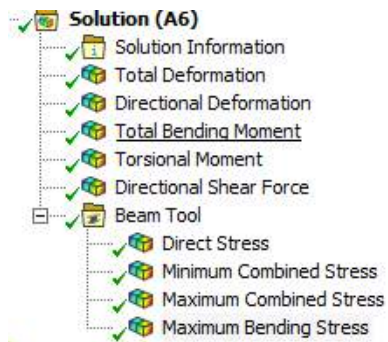 Solution (A6)
Solution Information
Total Deformation
Directional Deformation
Total Bending Moment
Torsional Moment
Directional Shear Force
Beam Tool
Direct Stress
Minimum Combined Stress
Maximum Combined Stress
Maximum Bending Stress